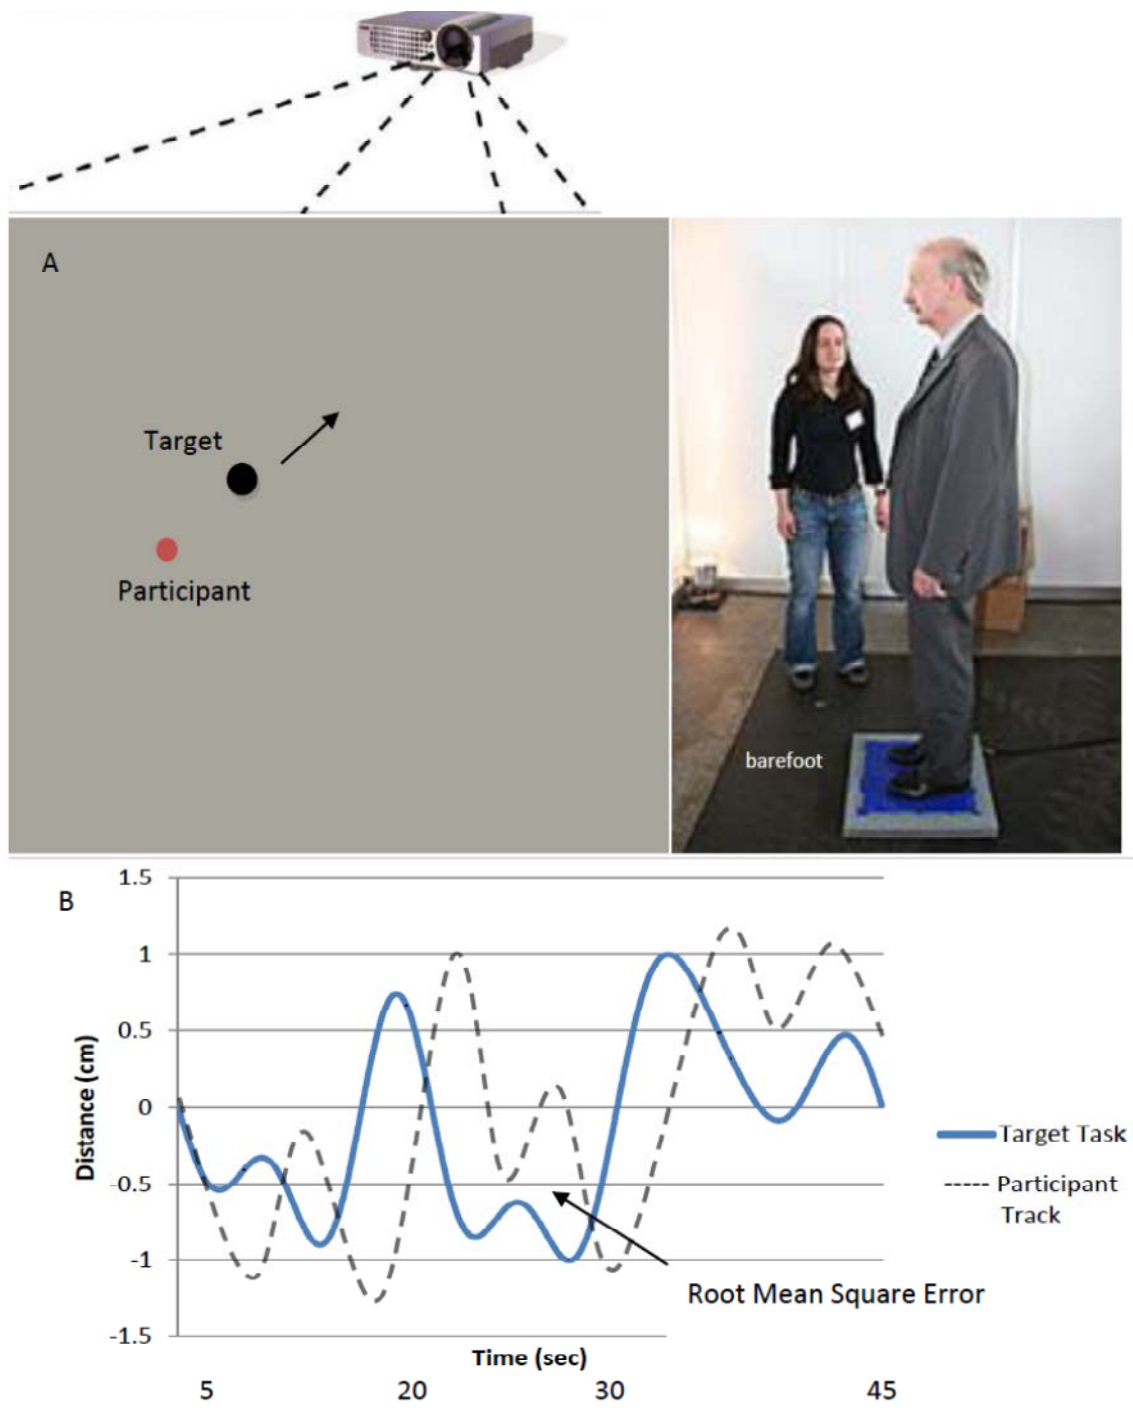 A
Target
Participant
barefoot
B
1.5
1
0.5
0
-0.5
-1
-1.5
Distance (cm)
Target Task
Participant
Track
Root Mean Square Error
Time (sec)
5 20 30 45